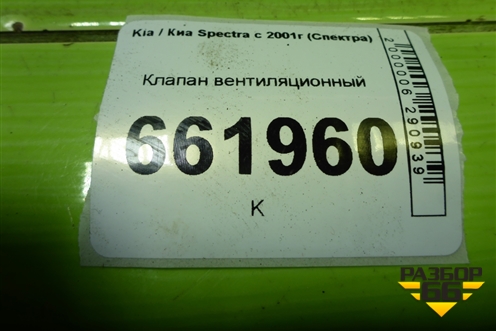 Kia / Киа Spectra с 2001г (Спектра)
Клапан вентиляционный
661960
К
2000006290939
РАЗБОР
66